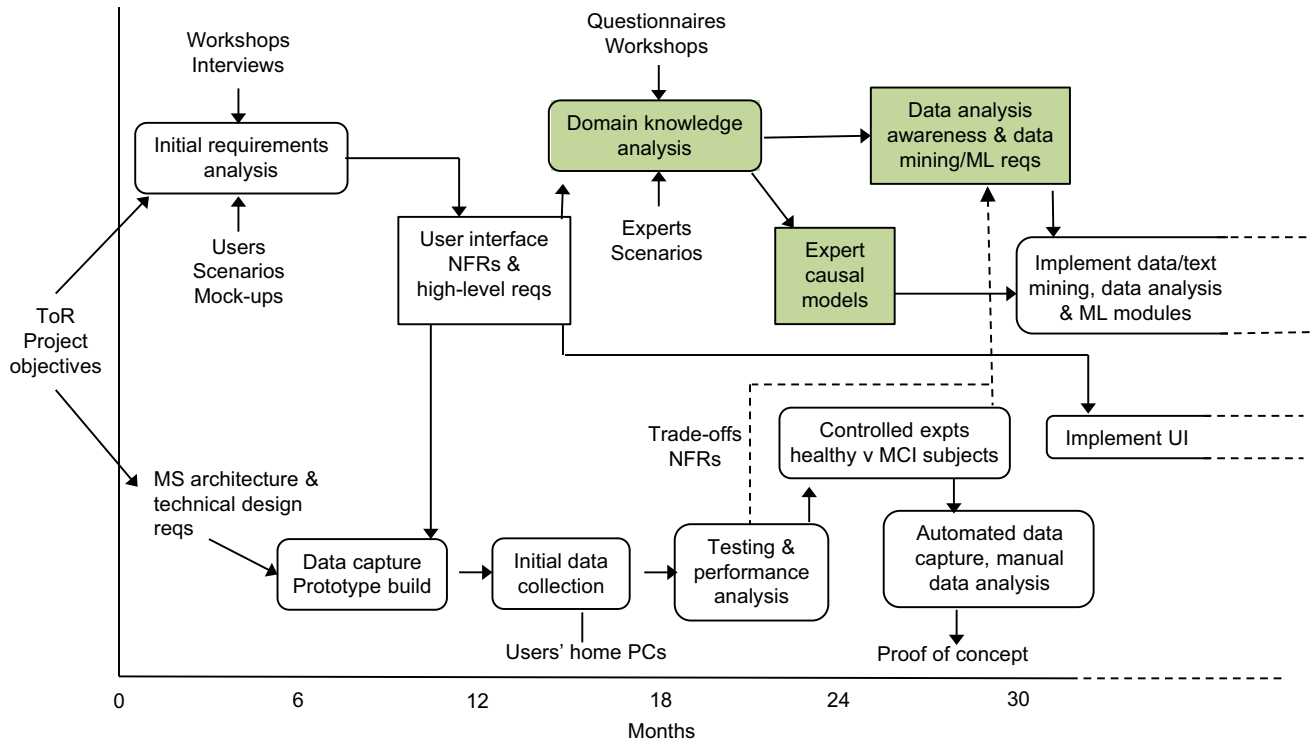 Workshops
Interviews
Initial requirements
analysis
Users
Scenarios
Mock-ups
ToR
Project
objectives
User interface
NFRs &
high-level reqs
Questionnaires
Workshops
Domain knowledge
analysis
Experts
Scenarios
Data analysis
awareness & data
mining/ML reqs
Expert
causal
models
Implement data/text
mining, data analysis
& ML modules
MS architecture &
technical design
reqs
Data capture
Prototype build
Initial data
collection
Users’ home PCs
Testing &
performance
analysis
Trade-offs
NFRs
Controlled expts
healthy v MCI subjects
Implement UI
Automated data
capture, manual
data analysis
Proof of concept
0 6 12 18 24 30
Months